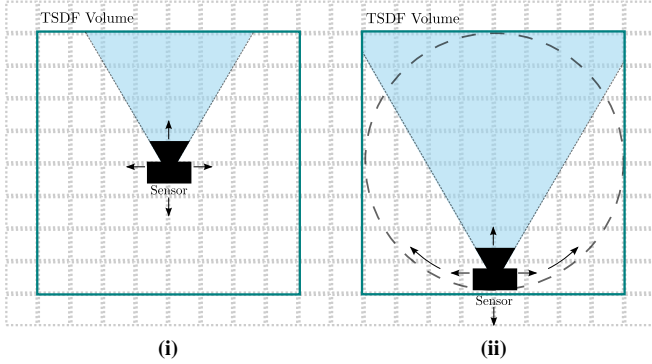 TSDF Volume
TSDF Volume
Sensor
Sensor
(i)
(ii)